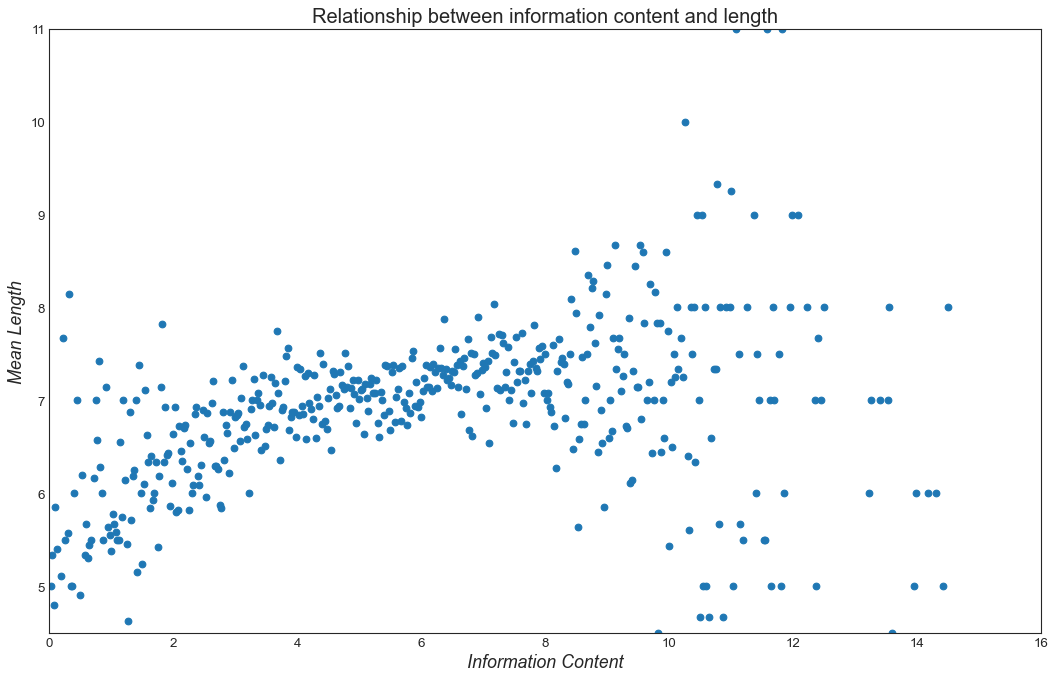 Relationship between information content and length
11
10
9
8
7
6
5
Mean Length
0 2 4 6 8 10 12 14 16
Information Content